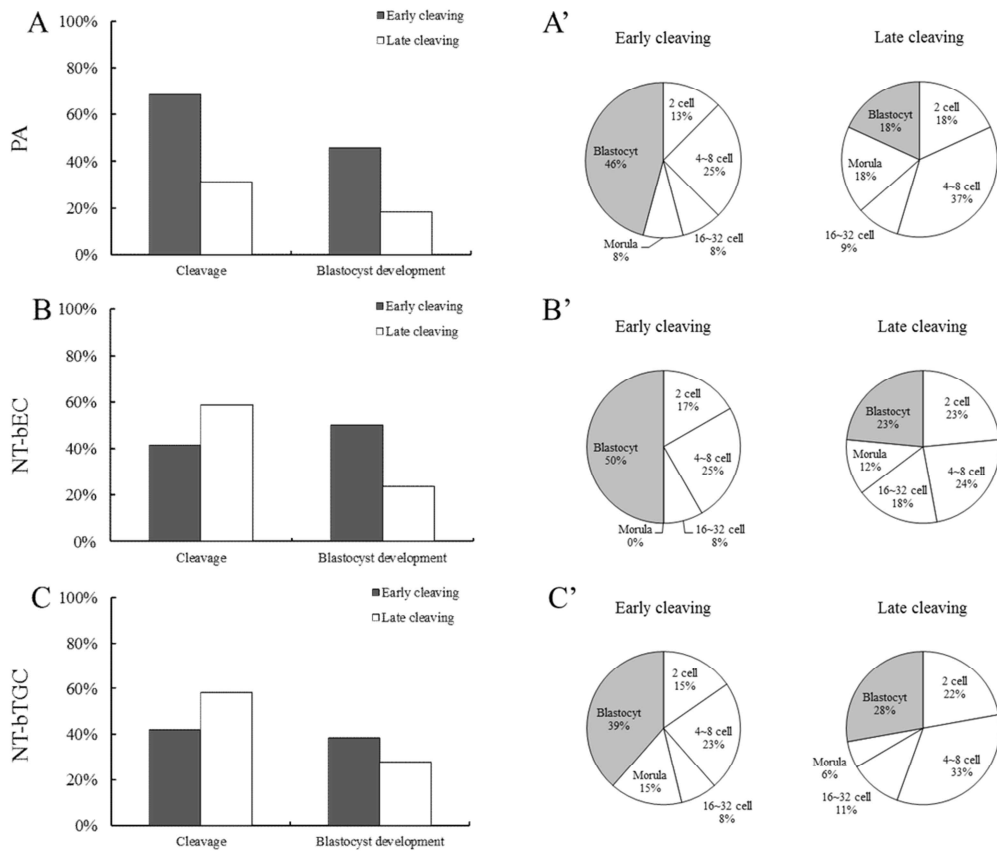 A
PA
100%
80%
60%
40%
20%
0%
Early cleaving
Late cleaving
Cleavage
Blastocyst development
A’
Early cleaving
2 cell
13%
4~8 cell
25%
16~32 cell
8%
Morula
8%
Blastocyt
46%
Late cleaving
2 cell
18%
4~8 cell
37%
16~32 cell
9%
Morula
18%
Blastocyt
18%
B
NT-bEC
100%
80%
60%
40%
20%
0%
Early cleaving
Late cleaving
Cleavage
Blastocyst development
B’
Early cleaving
2 cell
17%
4~8 cell
25%
16~32 cell
8%
Morula
0%
Blastocyt
50%
Late cleaving
2 cell
23%
4~8 cell
24%
16~32 cell
18%
Morula
12%
Blastocyt
23%
C
NT-bTGC
100%
80%
60%
40%
20%
0%
Early cleaving
Late cleaving
Cleavage
Blastocyst development
C’
Early cleaving
2 cell
15%
4~8 cell
23%
16~32 cell
8%
Morula
15%
Blastocyt
39%
Late cleaving
2 cell
22%
4~8 cell
33%
16~32 cell
11%
Morula
6%
Blastocyt
28%